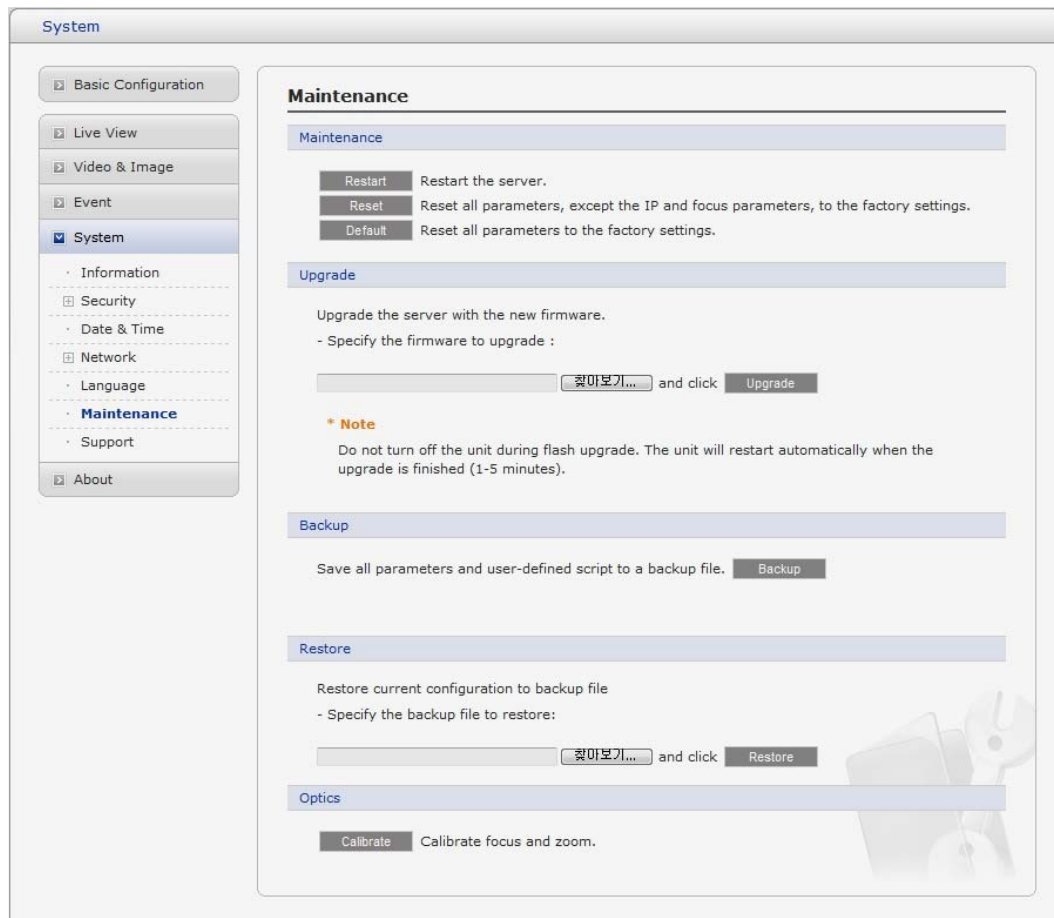 System
Basic Configuration
Live View
Video & Image
Event
System
Information
Security
Date & Time
Network
Language
Maintenance
Support
About
Maintenance
Maintenance
Restart Restart the server.
Reset Reset all parameters, except the IP and focus parameters, to the factory settings.
Default Reset all parameters to the factory settings.
Upgrade
Upgrade the server with the new firmware.
- Specify the firmware to upgrade :
찾아보기... and click Upgrade
* Note
Do not turn off the unit during flash upgrade. The unit will restart automatically when the
upgrade is finished (1-5 minutes).
Backup
Save all parameters and user-defined script to a backup file. Backup
Restore
Restore current configuration to backup file
- Specify the backup file to restore:
찾아보기... and click Restore
Optics
Calibrate Calibrate focus and zoom.